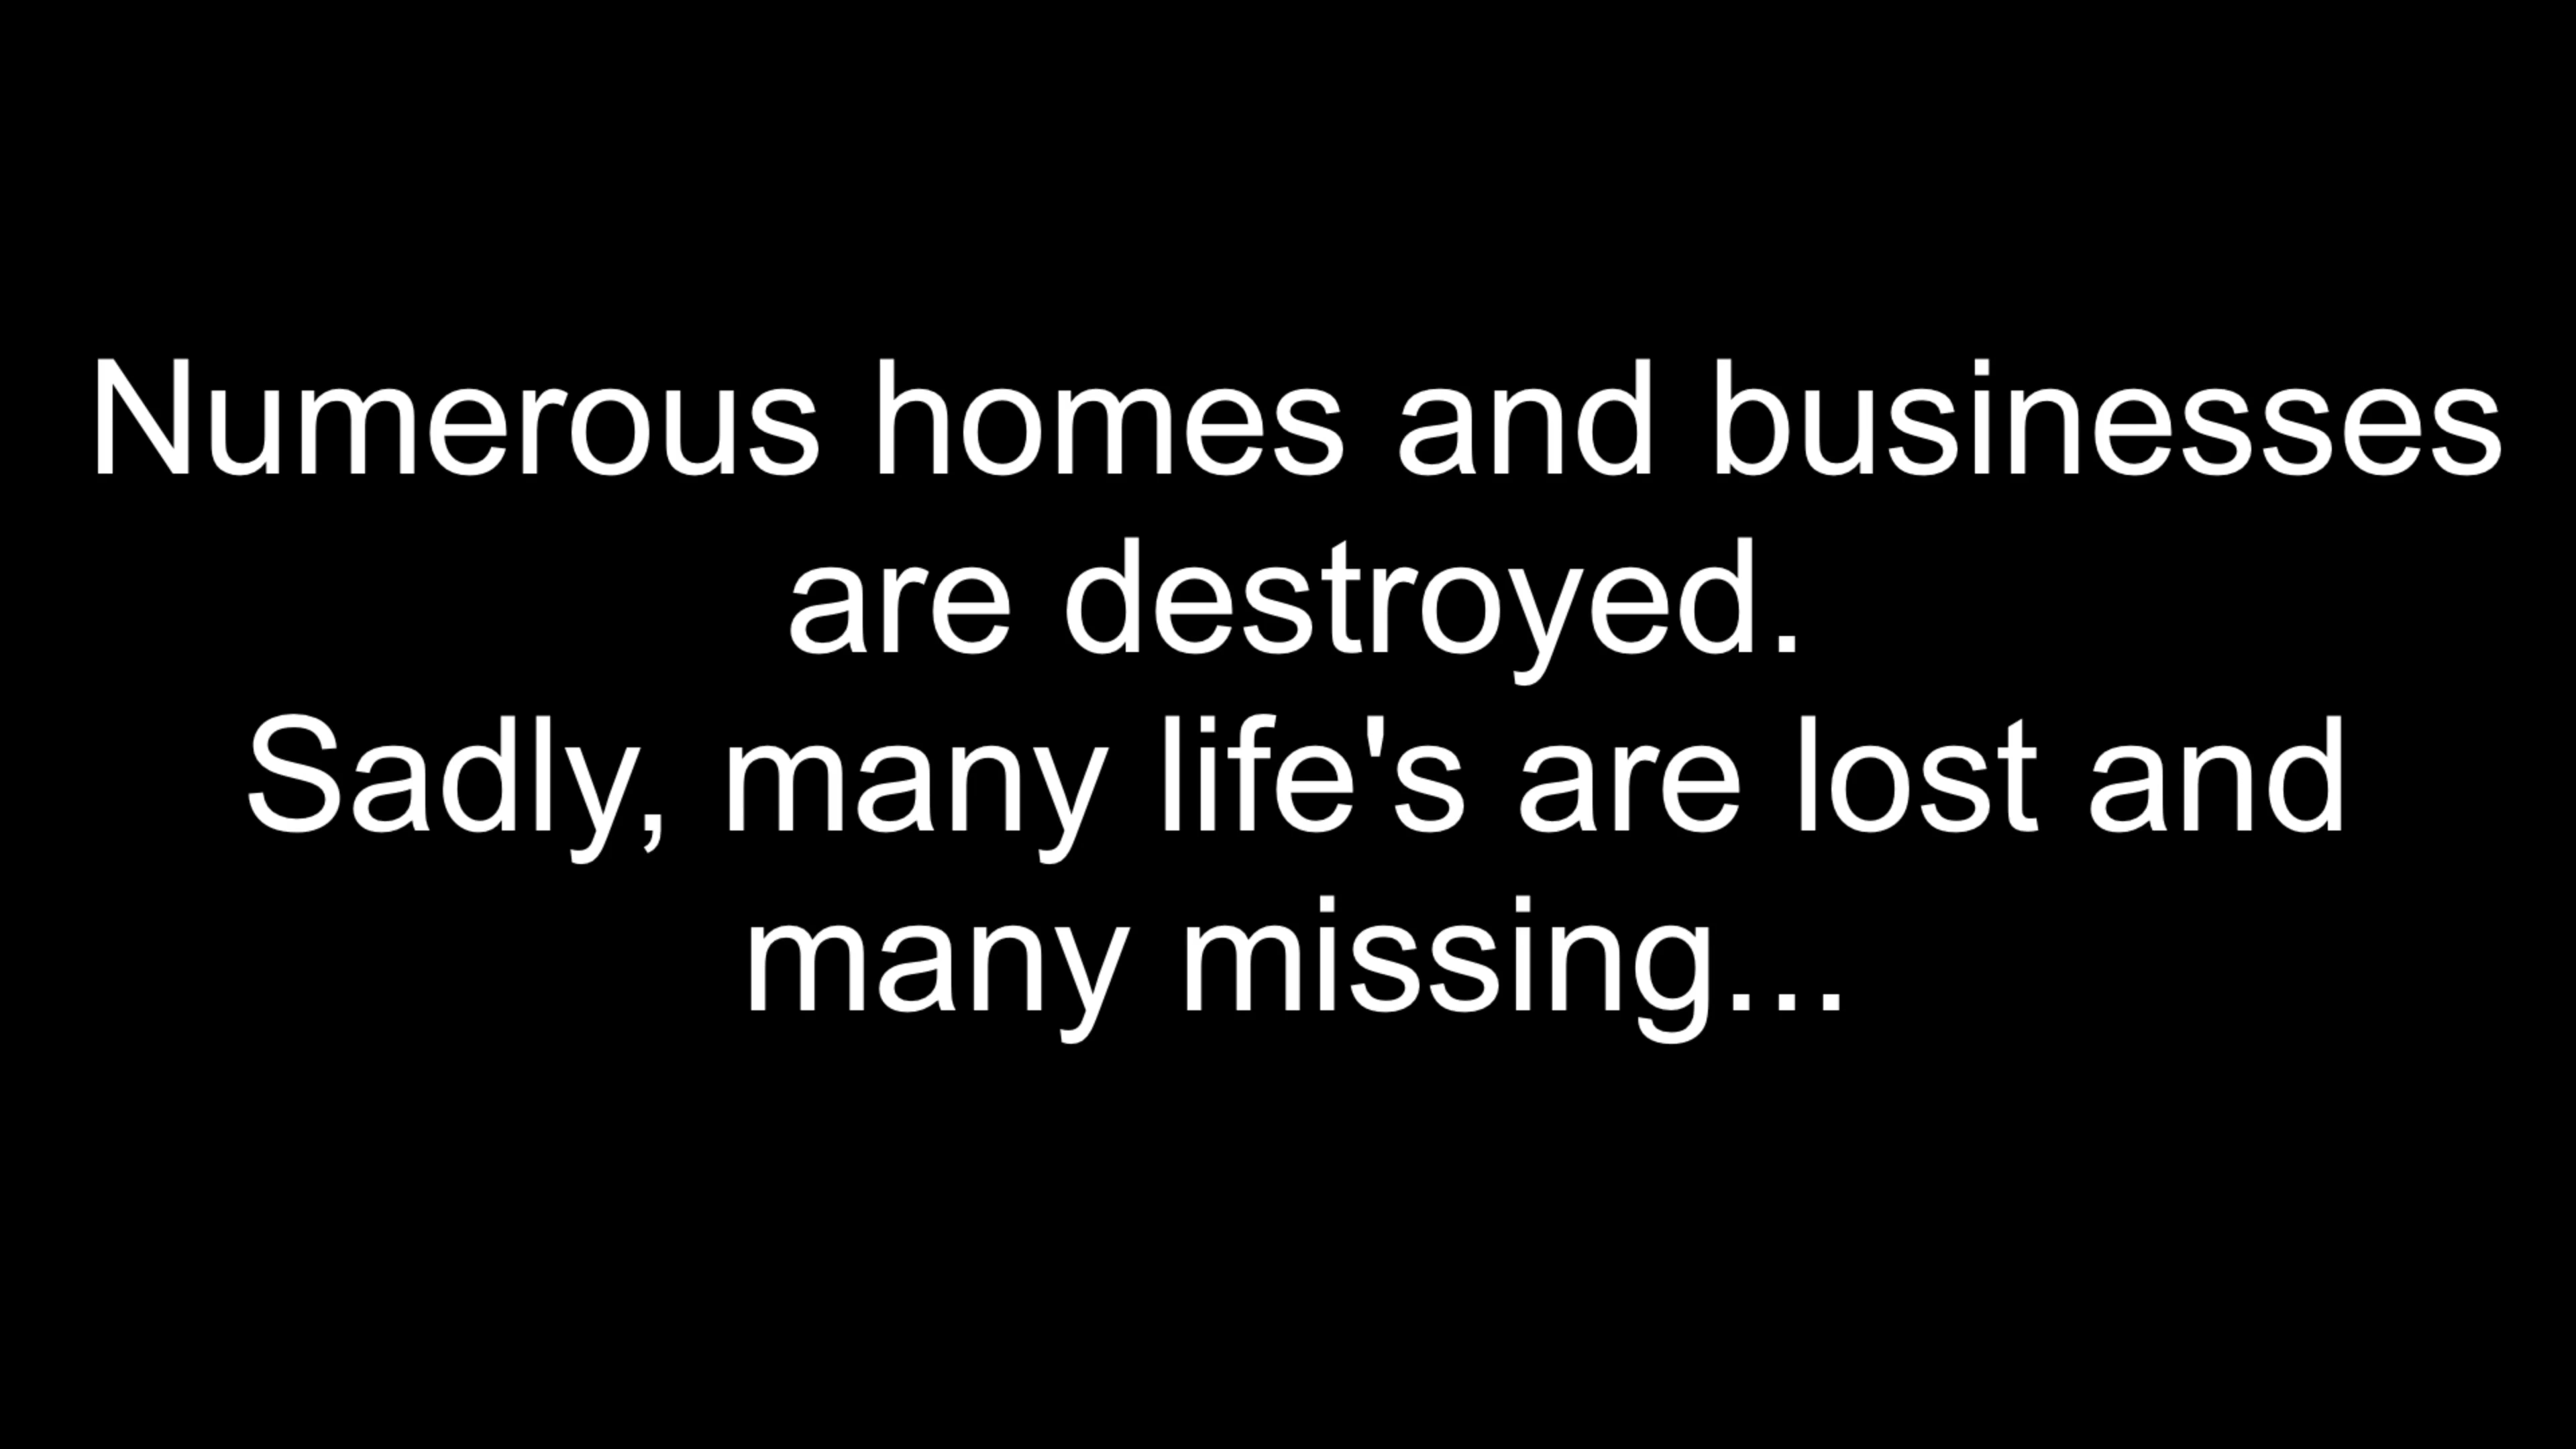 Numerous homes and businesses
are destroyed.
Sadly, many life's are lost and
many missing...